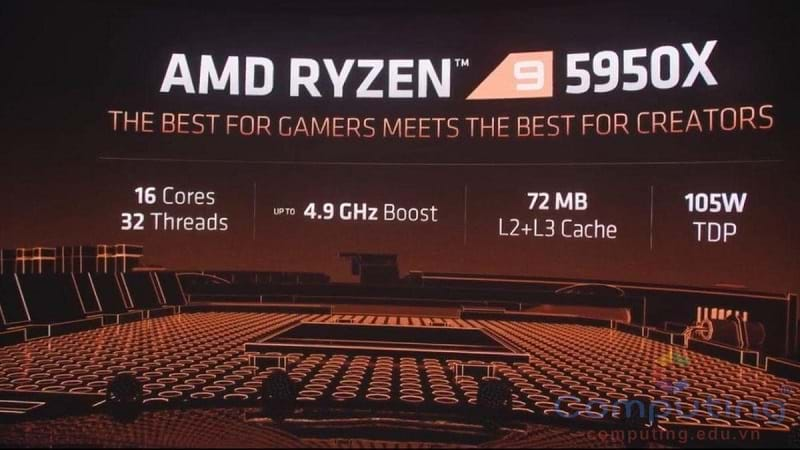 AMD RYZEN™ 9 5950X
THE BEST FOR GAMERS MEETS THE BEST FOR CREATORS
16 Cores
32 Threads
UP TO 4.9 GHz Boost
72 MB
L2+L3 Cache
105W
TDP
Computing
computing.edu.vn